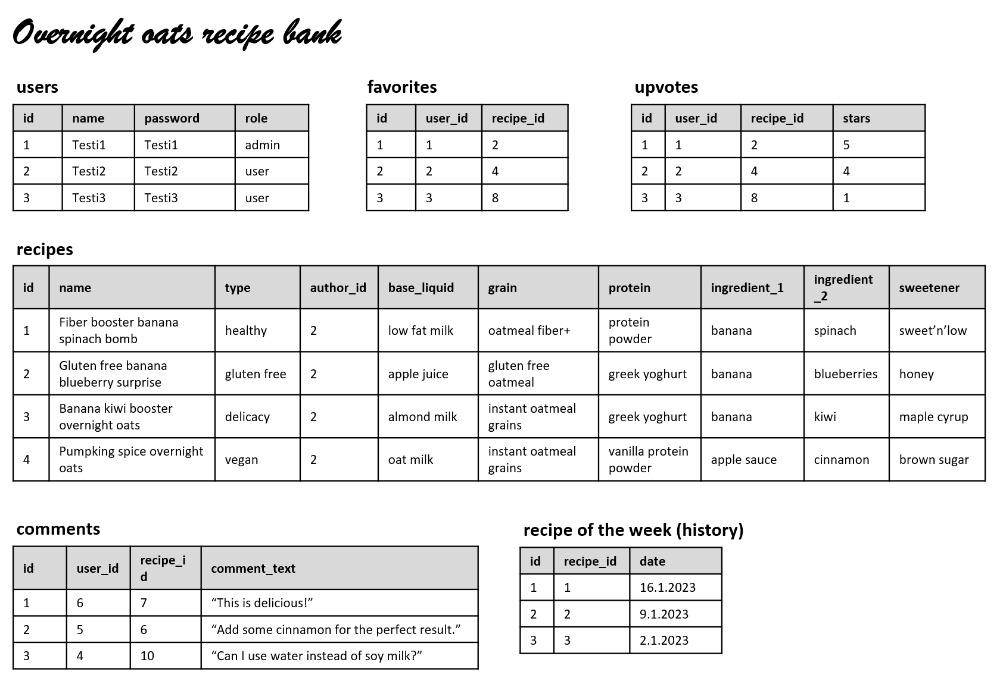 Overnight oats recipe bank
users
id name password role
1 Testi1 Testi1 admin
2 Testi2 Testi2 user
3 Testi3 Testi3 user
favorites
id user_id recipe_id
1 1 2
2 2 4
3 3 8
upvotes
id user_id recipe_id stars
1 1 2 5
2 2 4 4
3 3 8 1
recipes
id name type author_id base_liquid grain protein ingredient_1 ingredient
_2 sweetener
1 Fiber booster banana
spinach bomb healthy 2 low fat milk oatmeal fiber+ protein
powder banana spinach sweet’n’low
2 Gluten free banana
blueberry surprise gluten free 2 apple juice gluten free
oatmeal greek yoghurt banana blueberries honey
3 Banana kiwi booster
overnight oats delicacy 2 almond milk instant oatmeal
grains greek yoghurt banana kiwi maple cyrup
4 Pumpking spice overnight
oats vegan 2 oat milk instant oatmeal
grains vanilla protein
powder apple sauce cinnamon brown sugar
comments
id user_id recipe_i
d comment_text
1 6 7 “This is delicious!”
2 5 6 “Add some cinnamon for the perfect result.”
3 4 10 “Can I use water instead of soy milk?”
recipe of the week (history)
id recipe_id date
1 1 16.1.2023
2 2 9.1.2023
3 3 2.1.2023